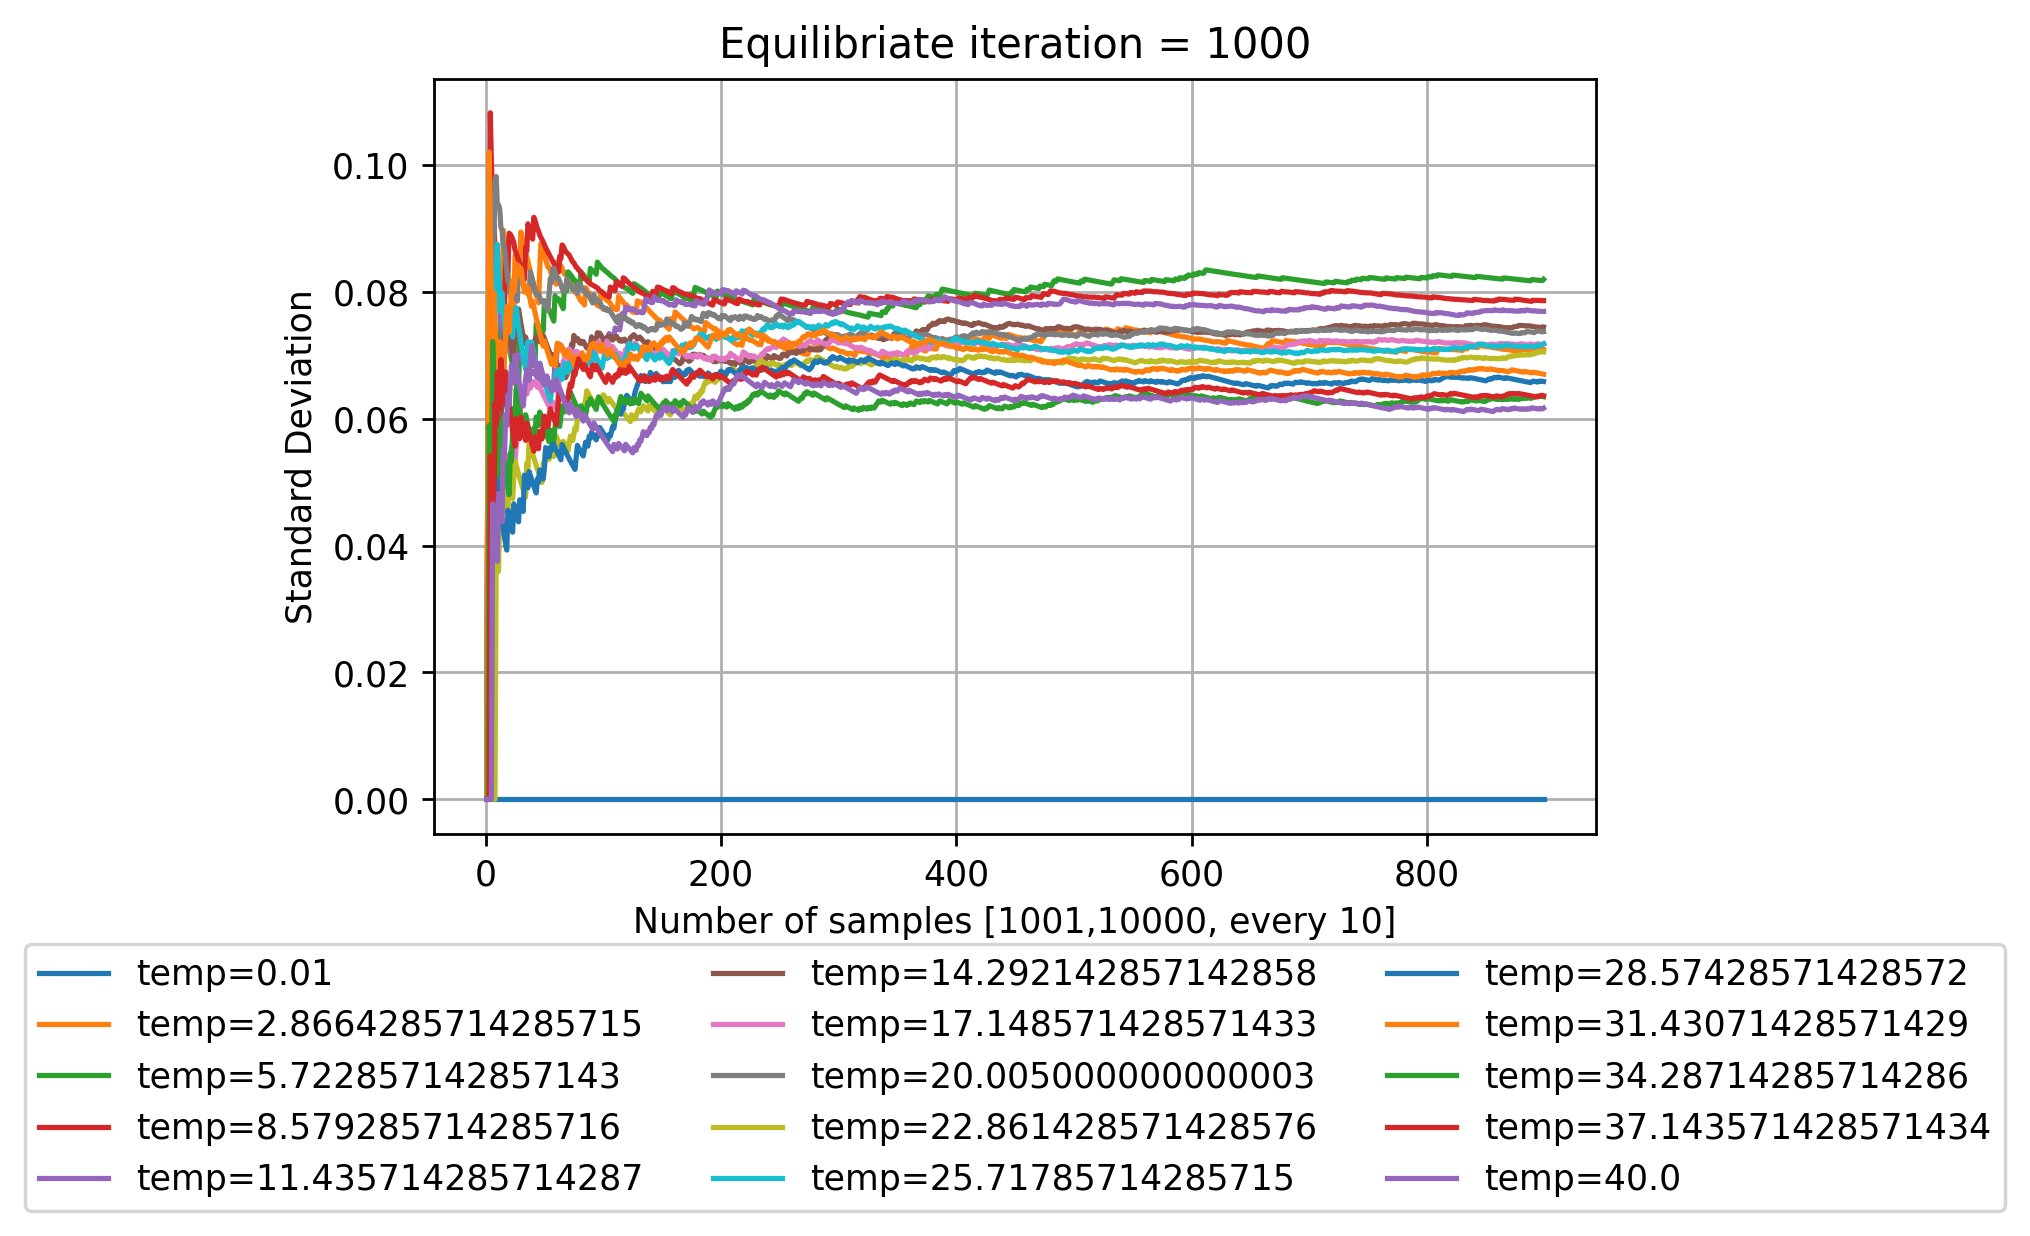 Equilibriate iteration = 1000
Standard Deviation
0.10
0.08
0.06
0.04
0.02
0.00
0 200 400 600 800
Number of samples [1001,10000, every 10]
temp=0.01
temp=2.8664285714285715
temp=5.722857142857143
temp=8.579285714285716
temp=11.435714285714287
temp=14.292142857142858
temp=17.148571428571433
temp=20.005000000000003
temp=22.861428571428576
temp=25.71785714285715
temp=28.57428571428572
temp=31.43071428571429
temp=34.28714285714286
temp=37.143571428571434
temp=40.0